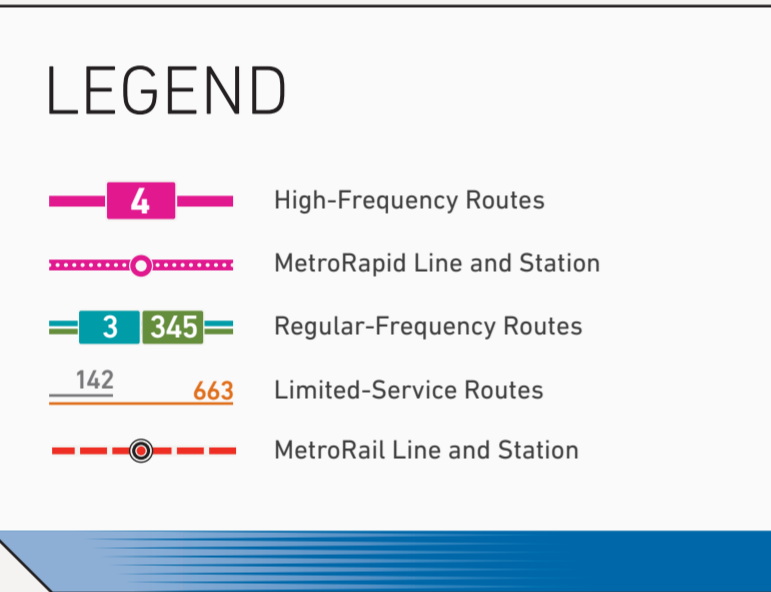 LEGEND
4 High-Frequency Routes
MetroRapid Line and Station
3 345 Regular-Frequency Routes
142 663 Limited-Service Routes
MetroRail Line and Station